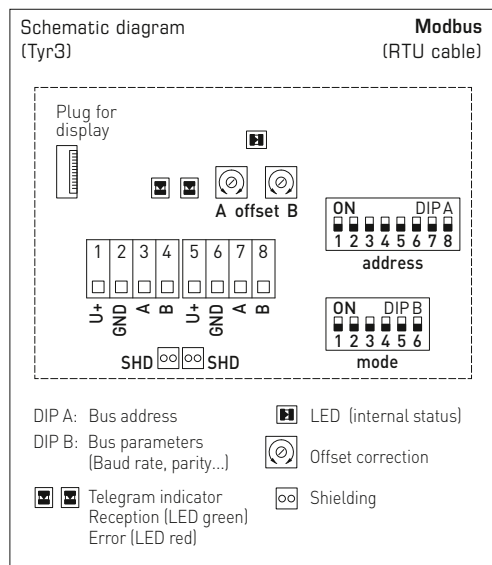 Schematic diagram
(Tyr3)
Modbus
(RTU cable)
Plug for
display
A offset B
ON DIP A
1 2 3 4 5 6 7 8
address
1 2 3 4 5 6 7 8
U+ GND A B U+ GND A B
ON DIP B
1 2 3 4 5 6
mode
SHD SHD
DIP A: Bus address
DIP B: Bus parameters
(Baud rate, parity...)
Telegram indicator
Reception (LED green)
Error (LED red)
LED (internal status)
Offset correction
Shielding